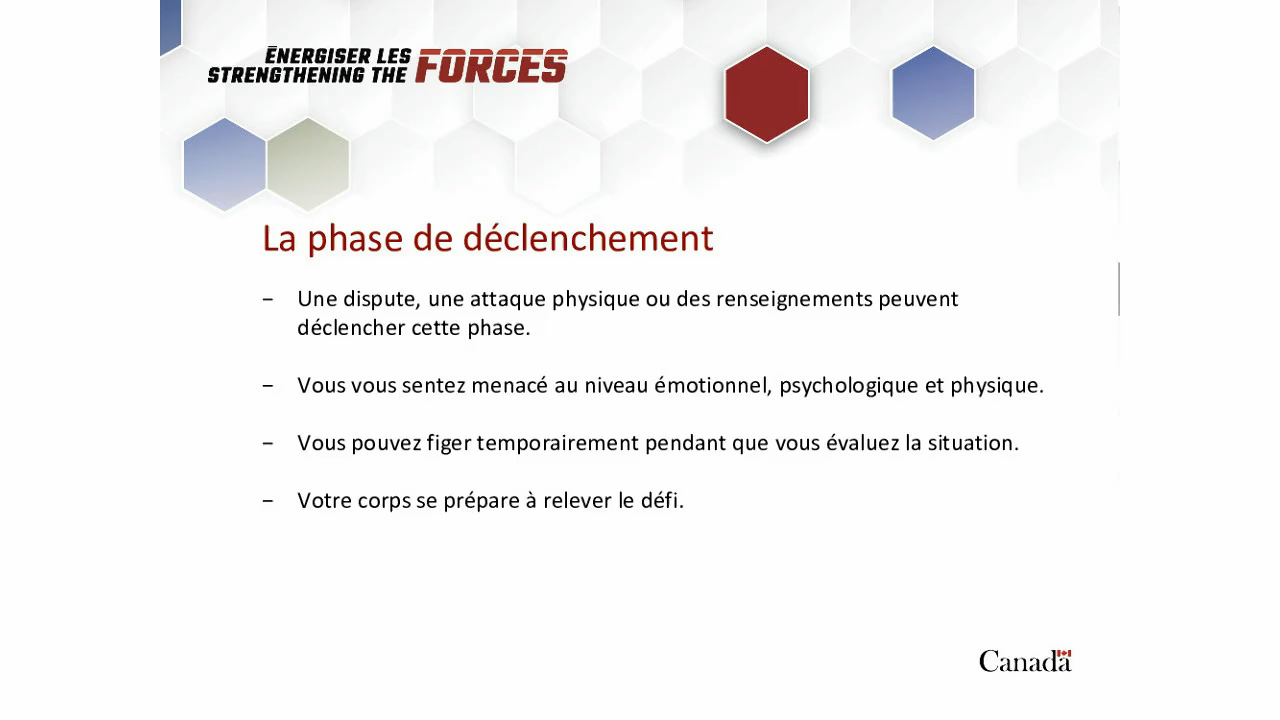 ÉNERGISER LES
STRENGTHENING THE FORCES
La phase de déclenchement
− Une dispute, une attaque physique ou des renseignements peuvent
déclencher cette phase.
− Vous vous sentez menacé au niveau émotionnel, psychologique et physique.
− Vous pouvez figer temporairement pendant que vous évaluez la situation.
− Votre corps se prépare à relever le défi.
Canada